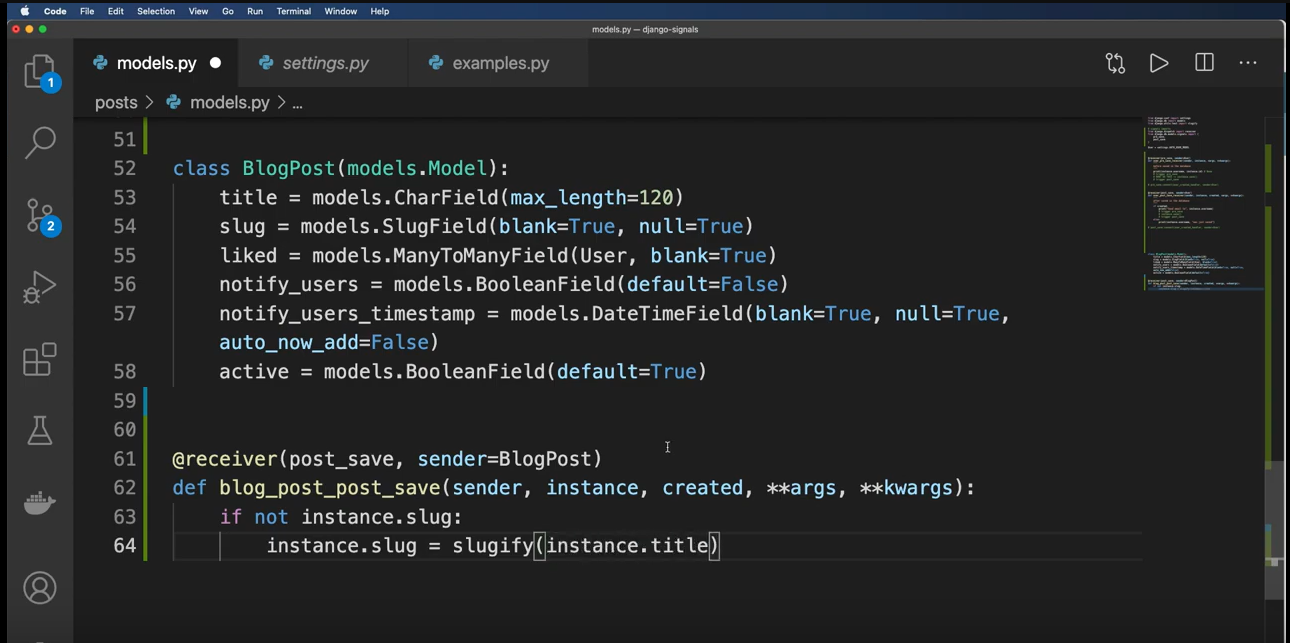 Code File Edit Selection View Go Run Terminal Window Help
models.py — django-signals
models.py settings.py examples.py
1
posts > models.py > ...
2
51
52 class BlogPost(models.Model):
53 title = models.CharField(max_length=120)
54 slug = models.SlugField(blank=True, null=True)
55 liked = models.ManyToManyField(User, blank=True)
56 notify_users = models.BooleanField(default=False)
57 notify_users_timestamp = models.DateTimeField(blank=True, null=True,
auto_now_add=False)
58 active = models.BooleanField(default=True)
59
60
61 @receiver(post_save, sender=BlogPost)
62 def blog_post_post_save(sender, instance, created, **args, **kwargs):
63 if not instance.slug:
64 instance.slug = slugify(instance.title)